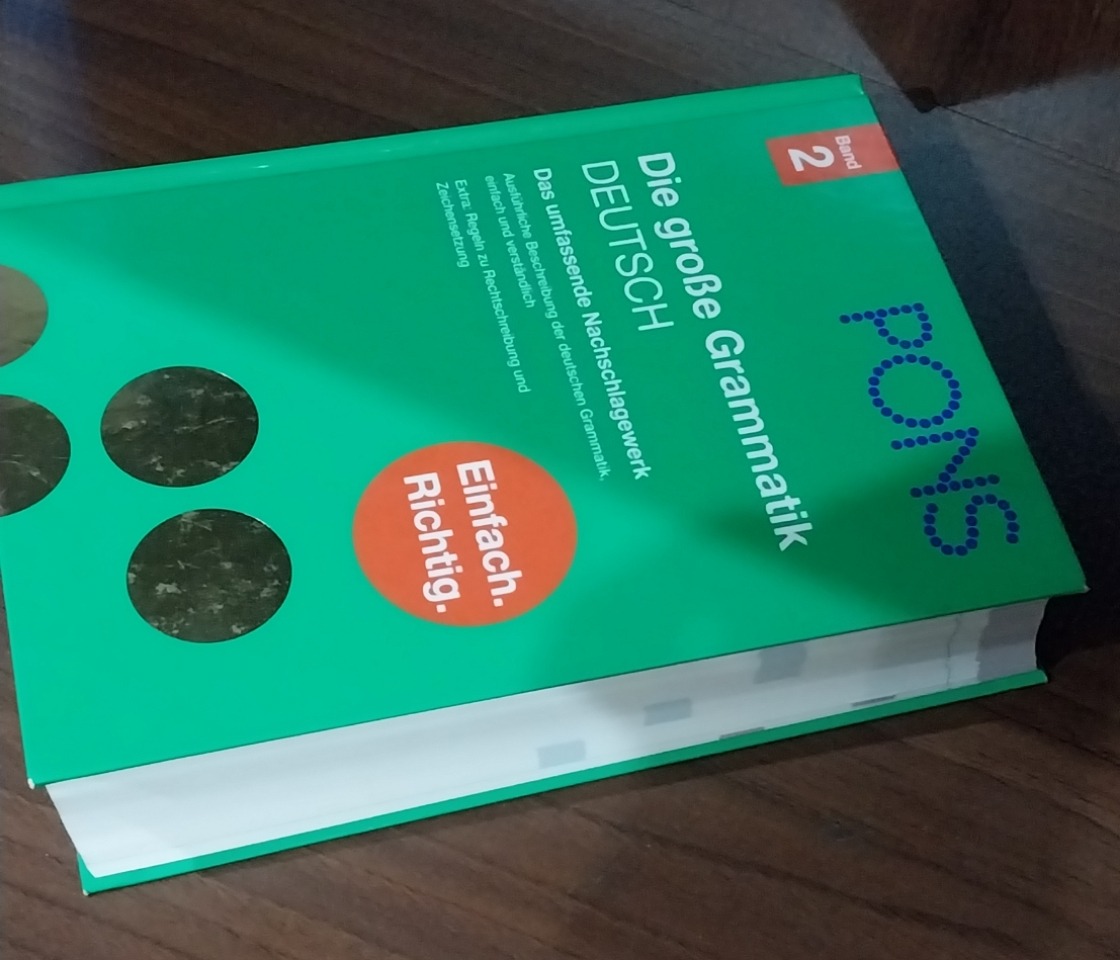 PONS
Band
2
Die große Grammatik
DEUTSCH
Das umfassende Nachschlagewerk
Ausführliche Beschreibung der deutschen Grammatik,
einfach und verständlich
Extra: Regeln zu Rechtschreibung und
Zeichensetzung
Einfach.
Richtig.